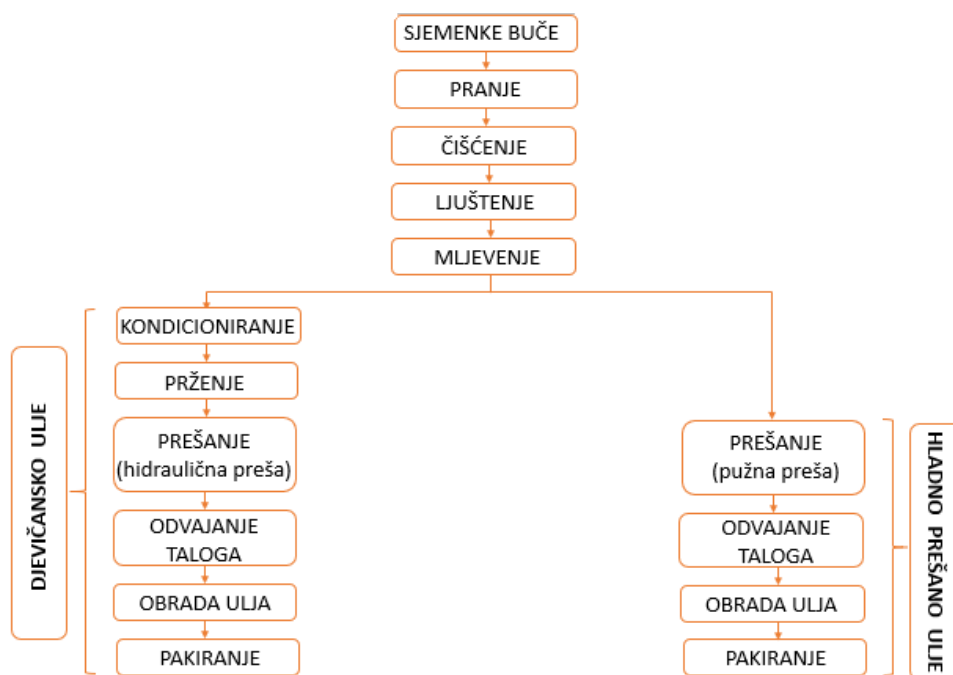 SJEMENKE BUČE
PRANJE
ČIŠĆENJE
LJUŠTENJE
MLJEVENJE
DJEVIČANSKO ULJE
KONDICIONIRANJE
PRŽENJE
PREŠANJE
(hidraulična preša)
ODVAJANJE
TALOGA
OBRADA ULJA
PAKIRANJE
PREŠANJE
(pužna preša)
ODVAJANJE
TALOGA
OBRADA ULJA
PAKIRANJE
HLADNO PREŠANO ULJE